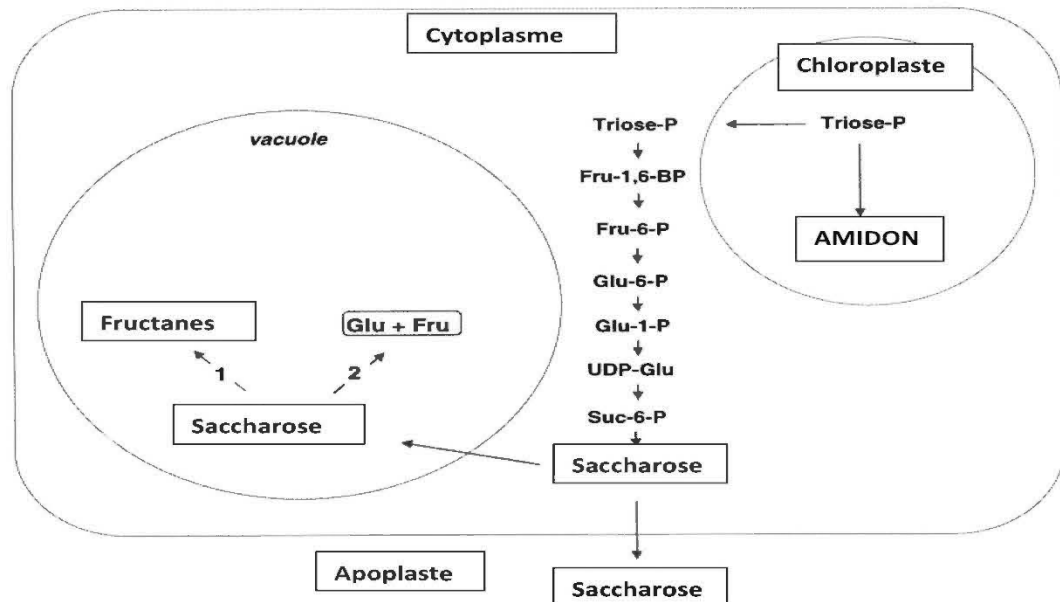 Cytoplasme
Chloroplaste
vacuole
Triose-P
Triose-P
Fru-1,6-BP
Fru-6-P
AMIDON
Glu-6-P
Fructanes
Glu + Fru
Glu-1-P
1
2
UDP-Glu
Suc-6-P
Saccharose
Saccharose
Apoplaste
Saccharose